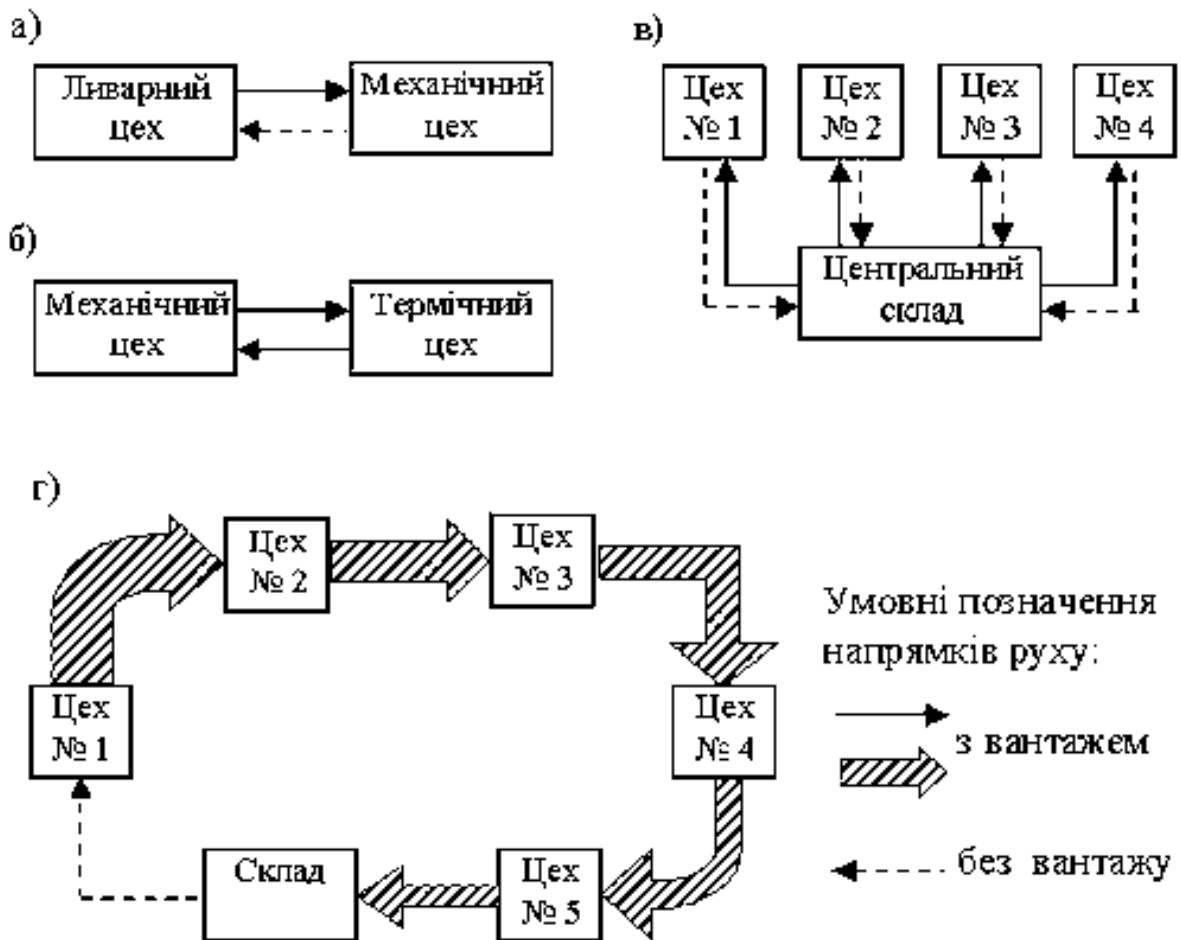 а)
Ливарний
цех
Механічний
цех
б)
Механічний
цех
Термічний
цех
в)
Цех
№ 1
Цех
№ 2
Цех
№ 3
Цех
№ 4
Центральний
склад
г)
Цех
№ 1
Цех
№ 2
Цех
№ 3
Цех
№ 4
Цех
№ 5
Склад
Умовні позначення
напрямків руху:
з вантажем
без вантажу